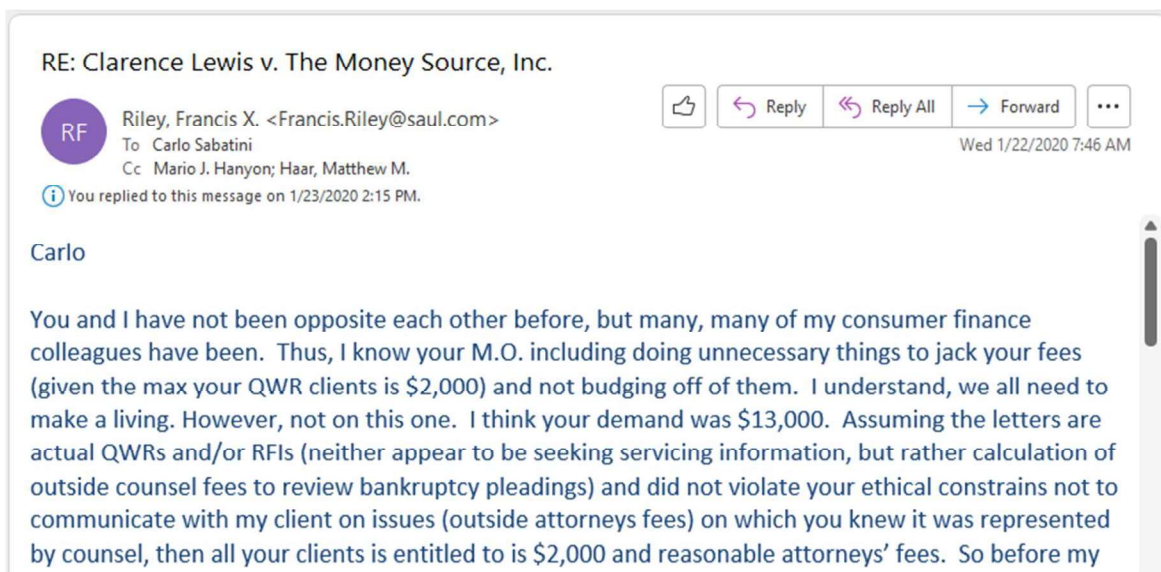 RE: Clarence Lewis v. The Money Source, Inc.
RF
Riley, Francis X. <Francis.Riley@saul.com>
To Carlo Sabatini
Cc Mario J. Hanyon; Haar, Matthew M.
Reply Reply All Forward
Wed 1/22/2020 7:46 AM
You replied to this message on 1/23/2020 2:15 PM.
Carlo
You and I have not been opposite each other before, but many, many of my consumer finance
colleagues have been. Thus, I know your M.O. including doing unnecessary things to jack your fees
(given the max your QWR clients is $2,000) and not budging off of them. I understand, we all need to
make a living. However, not on this one. I think your demand was $13,000. Assuming the letters are
actual QWRs and/or RFIs (neither appear to be seeking servicing information, but rather calculation of
outside counsel fees to review bankruptcy pleadings) and did not violate your ethical constrains not to
communicate with my client on issues (outside attorneys fees) on which you knew it was represented
by counsel, then all your clients is entitled to is $2,000 and reasonable attorneys' fees. So before my